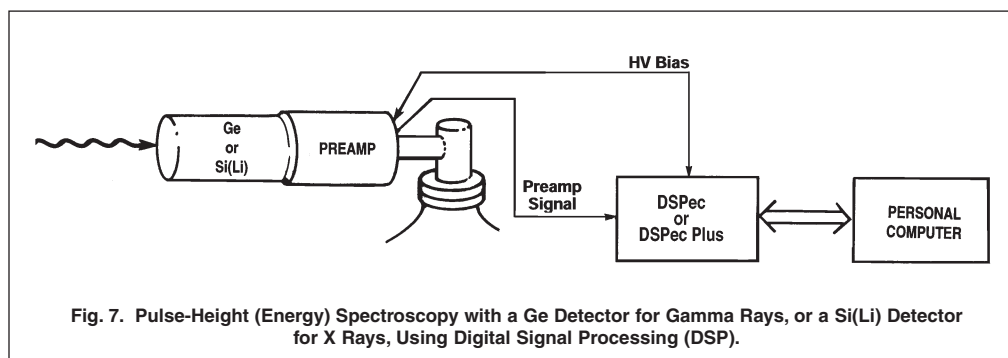 HV Bias
Ge
or
Si(Li)
PREAMP
Preamp
Signal
DSPec
or
DSPec Plus
PERSONAL
COMPUTER
Fig. 7. Pulse-Height (Energy) Spectroscopy with a Ge Detector for Gamma Rays, or a Si(Li) Detector
for X Rays, Using Digital Signal Processing (DSP).